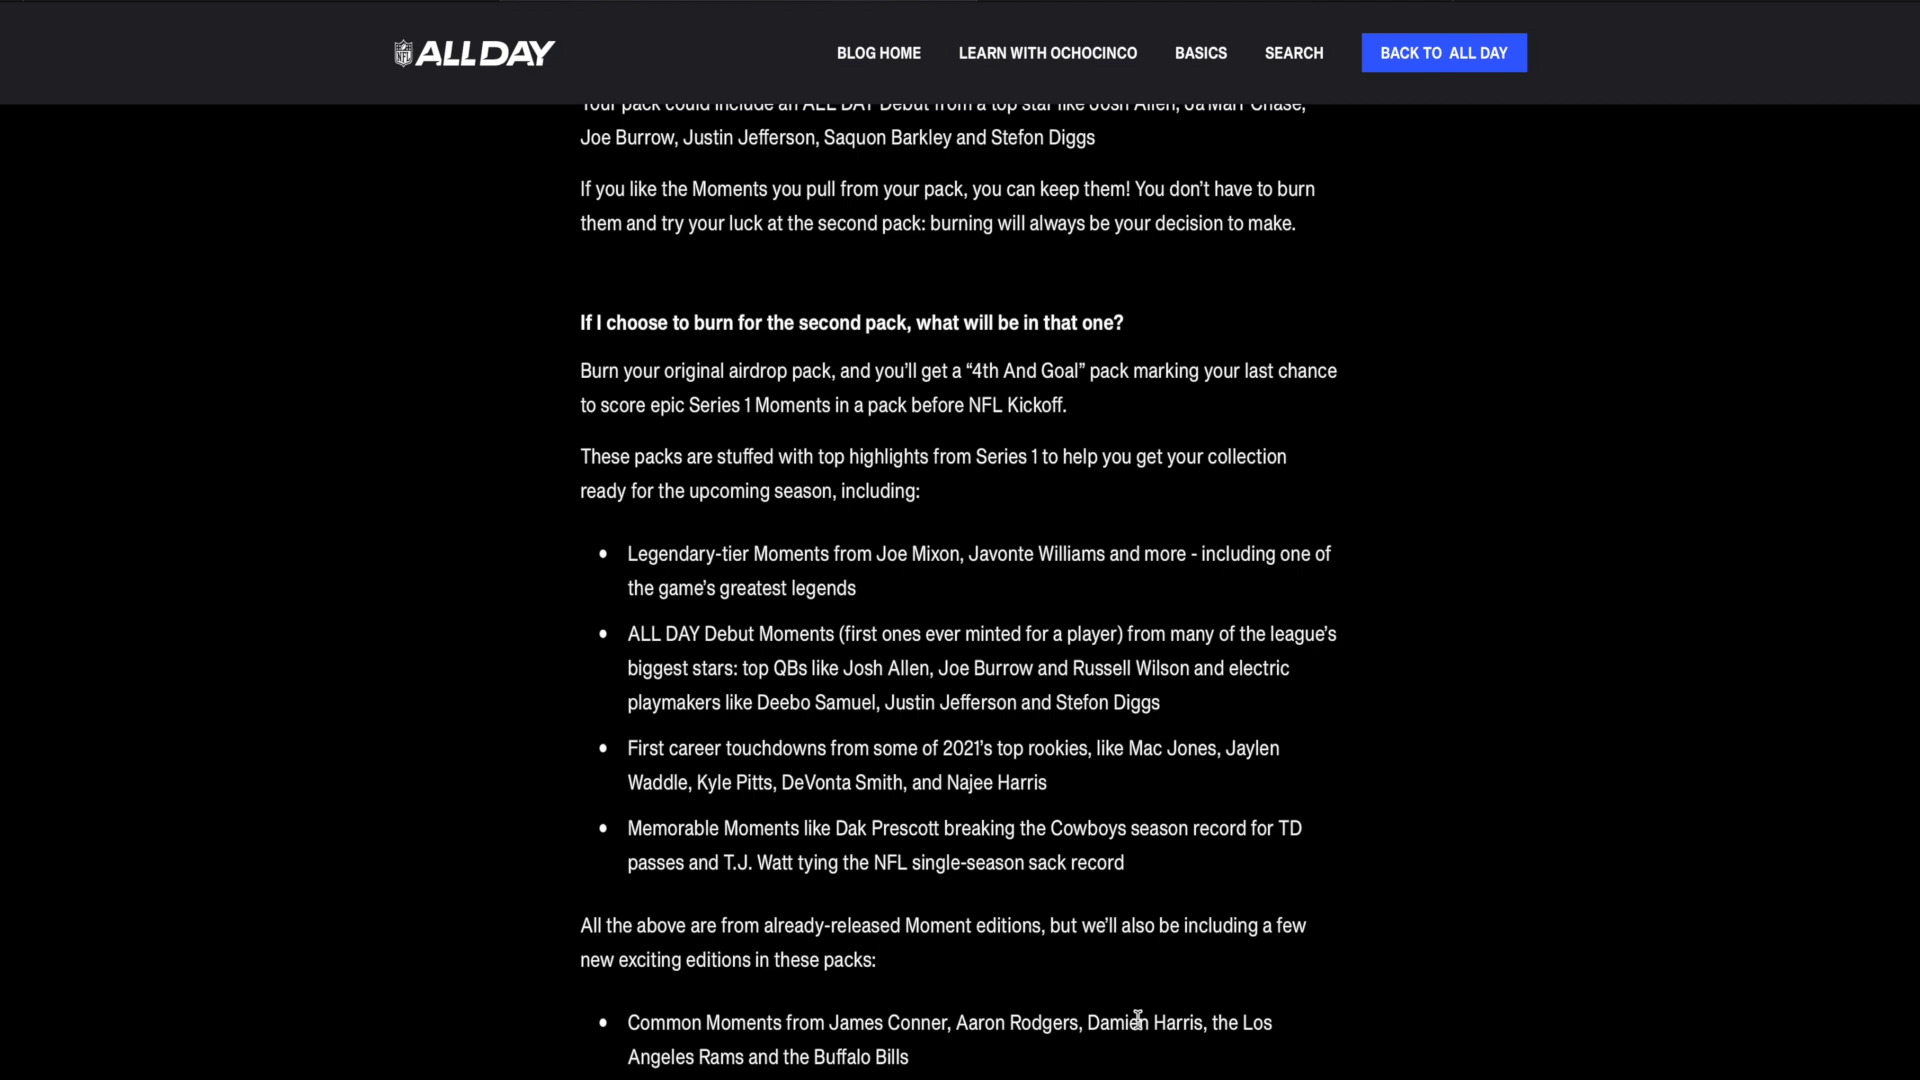 NFL ALL DAY
BLOG HOME
LEARN WITH OCHOCINCO
BASICS
SEARCH
BACK TO ALL DAY
Your pack could include an ALL DAY Debut from a top star like Josh Allen, Ja'Marr Chase,
Joe Burrow, Justin Jefferson, Saquon Barkley and Stefon Diggs
If you like the Moments you pull from your pack, you can keep them! You don’t have to burn
them and try your luck at the second pack: burning will always be your decision to make.
If I choose to burn for the second pack, what will be in that one?
Burn your original airdrop pack, and you’ll get a “4th And Goal” pack marking your last chance
to score epic Series 1 Moments in a pack before NFL Kickoff.
These packs are stuffed with top highlights from Series 1 to help you get your collection
ready for the upcoming season, including:
• Legendary-tier Moments from Joe Mixon, Javonte Williams and more - including one of
the game’s greatest legends
• ALL DAY Debut Moments (first ones ever minted for a player) from many of the league’s
biggest stars: top QBs like Josh Allen, Joe Burrow and Russell Wilson and electric
playmakers like Deebo Samuel, Justin Jefferson and Stefon Diggs
• First career touchdowns from some of 2021’s top rookies, like Mac Jones, Jaylen
Waddle, Kyle Pitts, DeVonta Smith, and Najee Harris
• Memorable Moments like Dak Prescott breaking the Cowboys season record for TD
passes and T.J. Watt tying the NFL single-season sack record
All the above are from already-released Moment editions, but we’ll also be including a few
new exciting editions in these packs:
• Common Moments from James Conner, Aaron Rodgers, Damien Harris, the Los
Angeles Rams and the Buffalo Bills